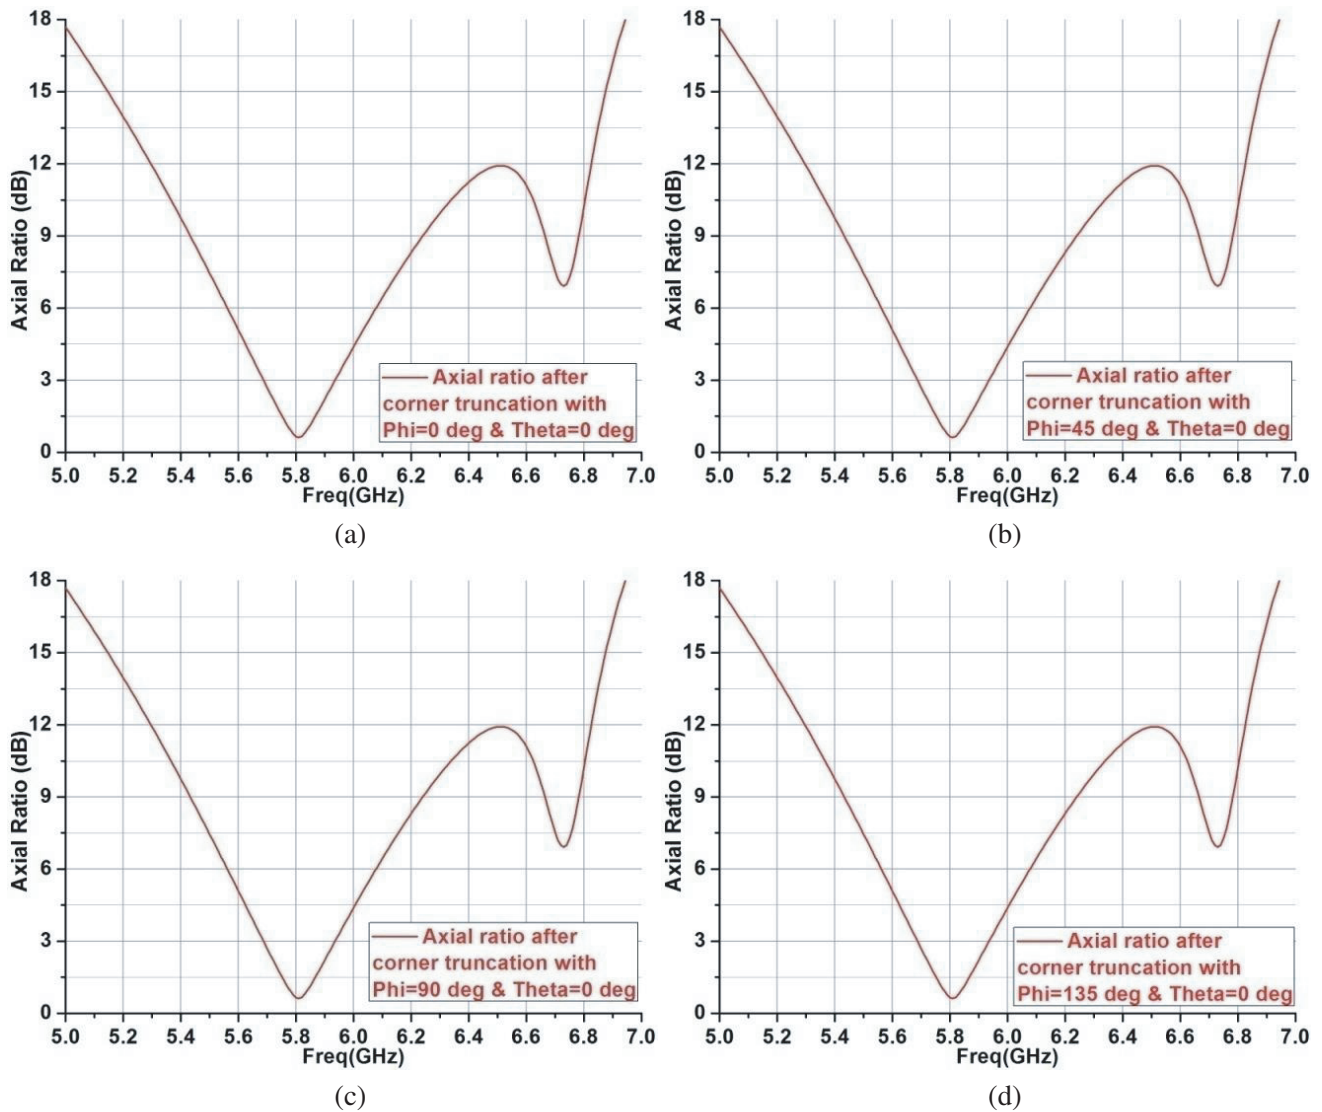 18
15
12
9
6
3
0
Axial Ratio (dB)
Axial ratio after
corner truncation with
Phi=0 deg & Theta=0 deg
5.0 5.2 5.4 5.6 5.8 6.0 6.2 6.4 6.6 6.8 7.0
Freq(GHz)
(a)
18
15
12
9
6
3
0
Axial Ratio (dB)
Axial ratio after
corner truncation with
Phi=45 deg & Theta=0 deg
5.0 5.2 5.4 5.6 5.8 6.0 6.2 6.4 6.6 6.8 7.0
Freq(GHz)
(b)
18
15
12
9
6
3
0
Axial Ratio (dB)
Axial ratio after
corner truncation with
Phi=90 deg & Theta=0 deg
5.0 5.2 5.4 5.6 5.8 6.0 6.2 6.4 6.6 6.8 7.0
Freq(GHz)
(c)
18
15
12
9
6
3
0
Axial Ratio (dB)
Axial ratio after
corner truncation with
Phi=135 deg & Theta=0 deg
5.0 5.2 5.4 5.6 5.8 6.0 6.2 6.4 6.6 6.8 7.0
Freq(GHz)
(d)